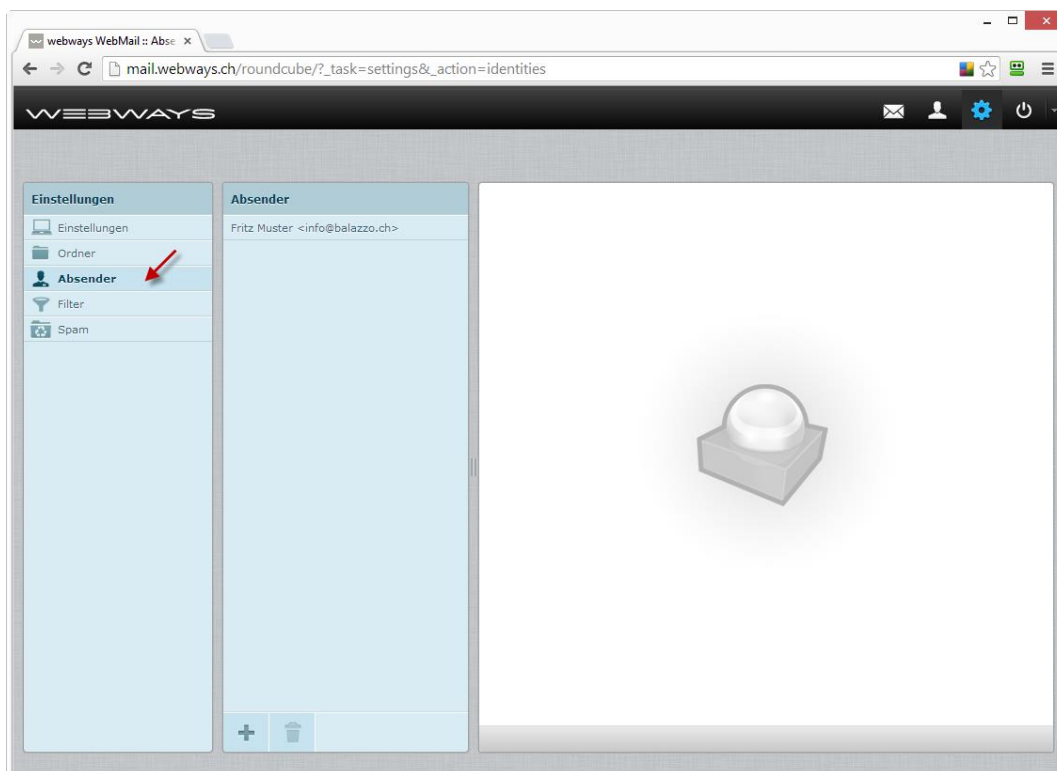 webways WebMail :: Abse
mail.webways.ch/roundcube/?_task=settings&_action=identities
WEBWAYS
Einstellungen
Einstellungen
Ordner
Absender
Filter
Spam
Absender
Fritz Muster <info@balazzo.ch>